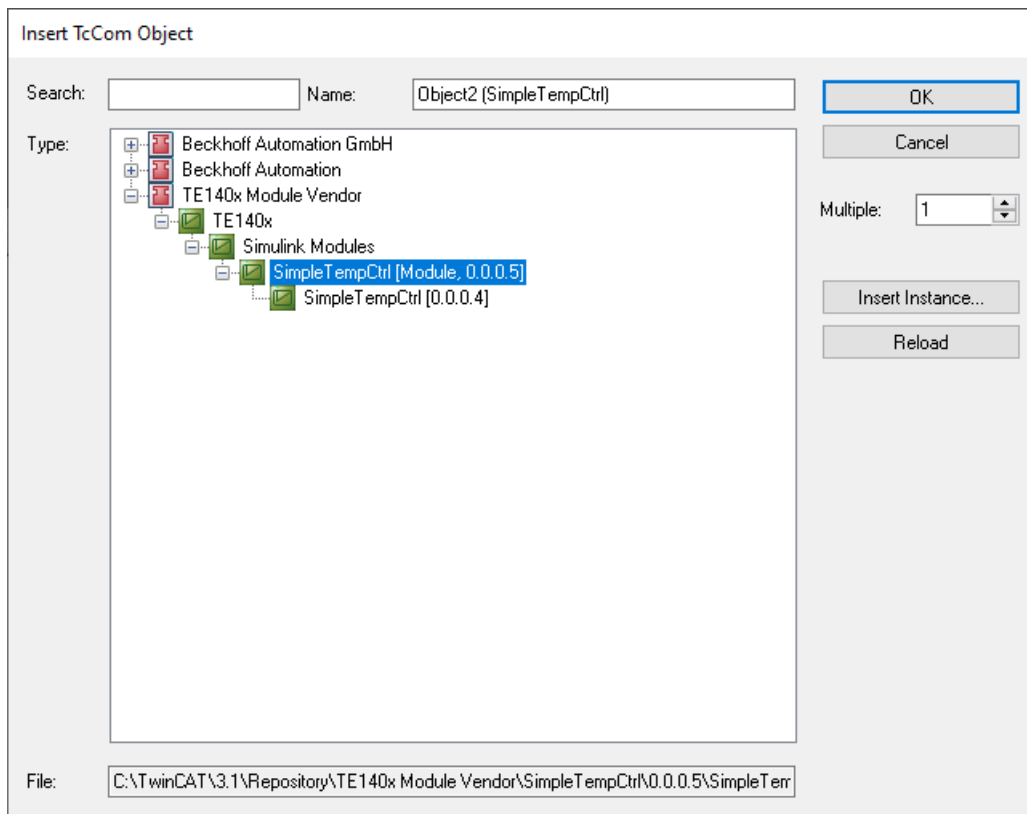 Insert TcCom Object
Search: Name: Object2 (SimpleTempCtrl) OK
Type: Beckhoff Automation GmbH Cancel
Beckhoff Automation
TE140x Module Vendor Multiple: 1
TE140x
Simulink Modules
SimpleTempCtrl [Module, 0.0.0.5]
SimpleTempCtrl [0.0.0.4] Insert Instance...
Reload
File: C:\TwinCAT\3.1\Repository\TE140x Module Vendor\SimpleTempCtrl\0.0.0.5\SimpleTem